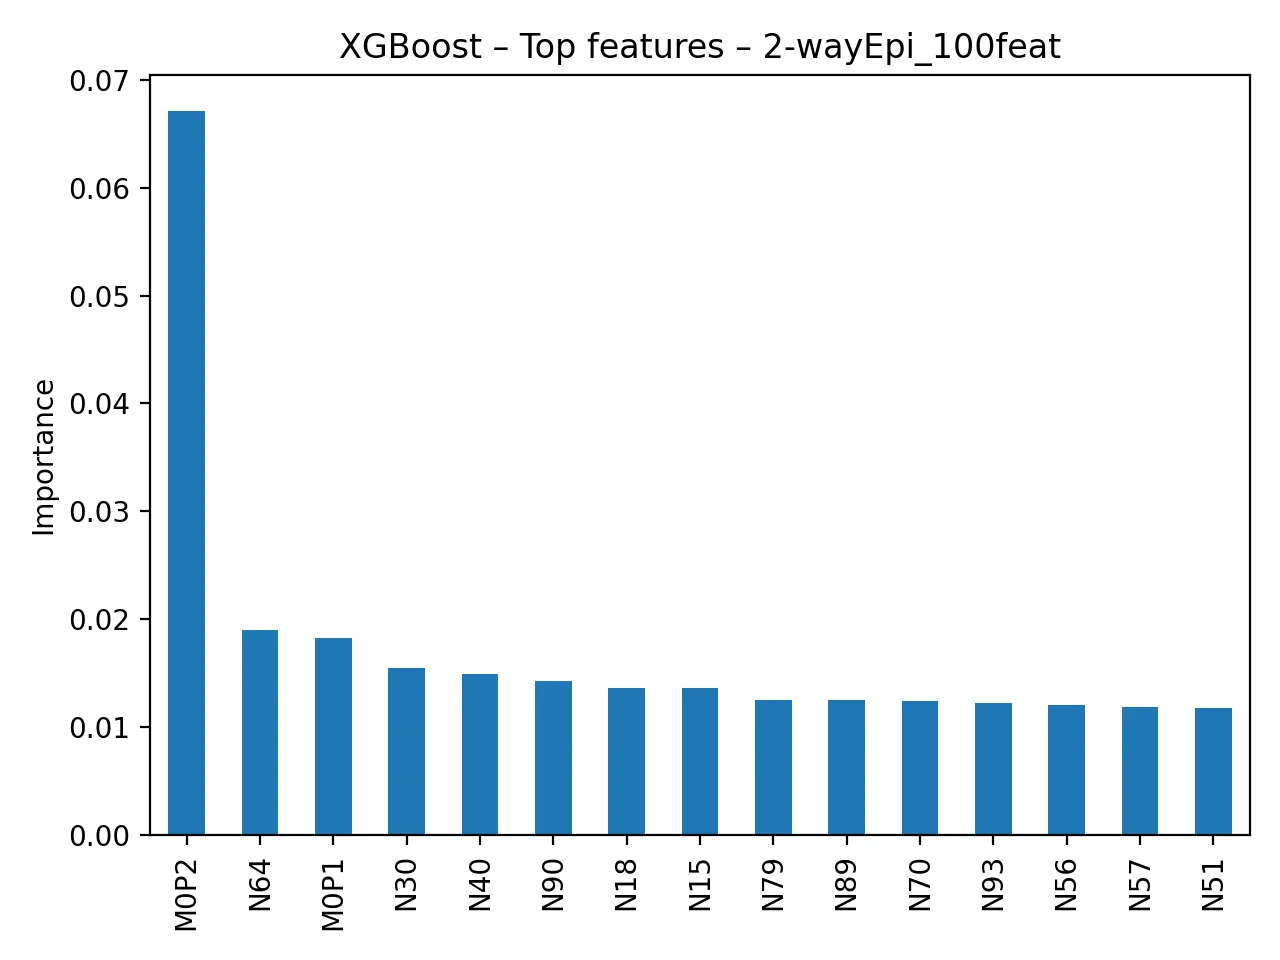 XGBoost – Top features – 2-wayEpi_100feat
Importance
0.07
0.06
0.05
0.04
0.03
0.02
0.01
0.00
M0P2
N64
M0P1
N30
N40
N90
N18
N15
N79
N89
N70
N93
N56
N57
N51